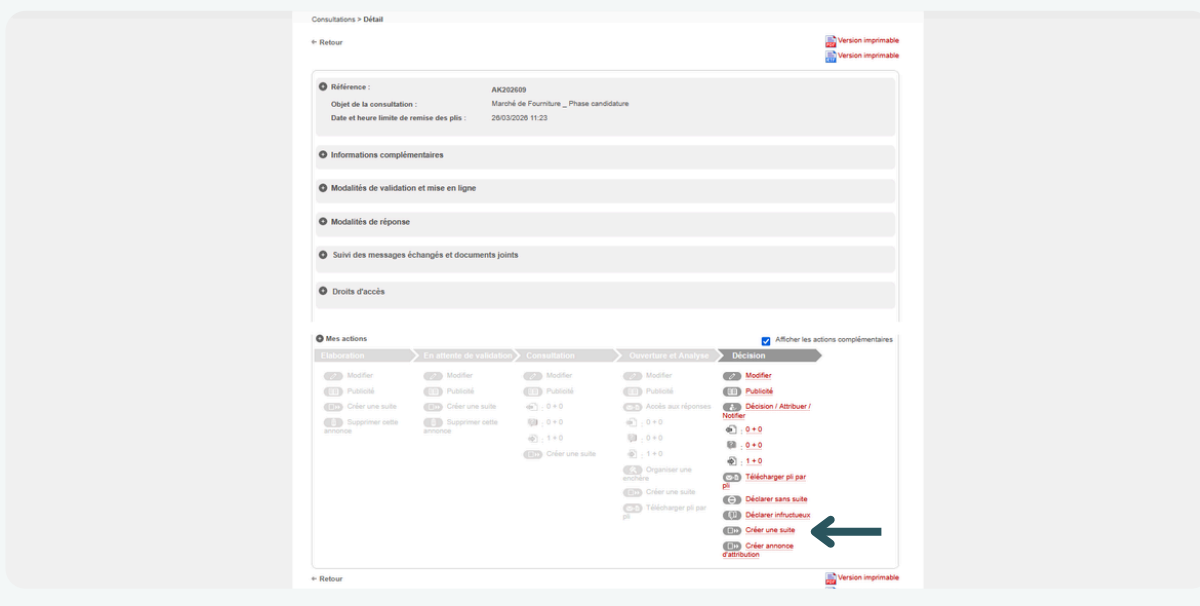 Consultations > Détail
← Retour
Version imprimable
Version imprimable
Référence :
AK202609
Objet de la consultation :
Marché de Fourniture _ Phase candidature
Date et heure limite de remise des plis :
26/03/2026 11:23
Informations complémentaires
Modalités de validation et mise en ligne
Modalités de réponse
Suivi des messages échangés et documents joints
Droits d'accès
Mes actions
Afficher les actions complémentaires
Elaboration
Modifier
Publicité
Créer une suite
Supprimer cette
annonce
En attente de validation
Modifier
Publicité
Créer une suite
Supprimer cette
annonce
Consultation
Modifier
Publicité
: 0 + 0
: 0 + 0
: 1 + 0
Créer une suite
Ouverture et Analyse
Modifier
Publicité
Accès aux réponses
: 0 + 0
: 0 + 0
: 1 + 0
Organiser une
enchère
Créer une suite
Télécharger pli par
pli
Décision
Modifier
Publicité
Décision / Attribuer /
Notifier
: 0 + 0
: 0 + 0
: 1 + 0
Télécharger pli par
pli
Déclarer sans suite
Déclarer infructueux
Créer une suite
Créer annonce
d'attribution
← Retour
Version imprimable